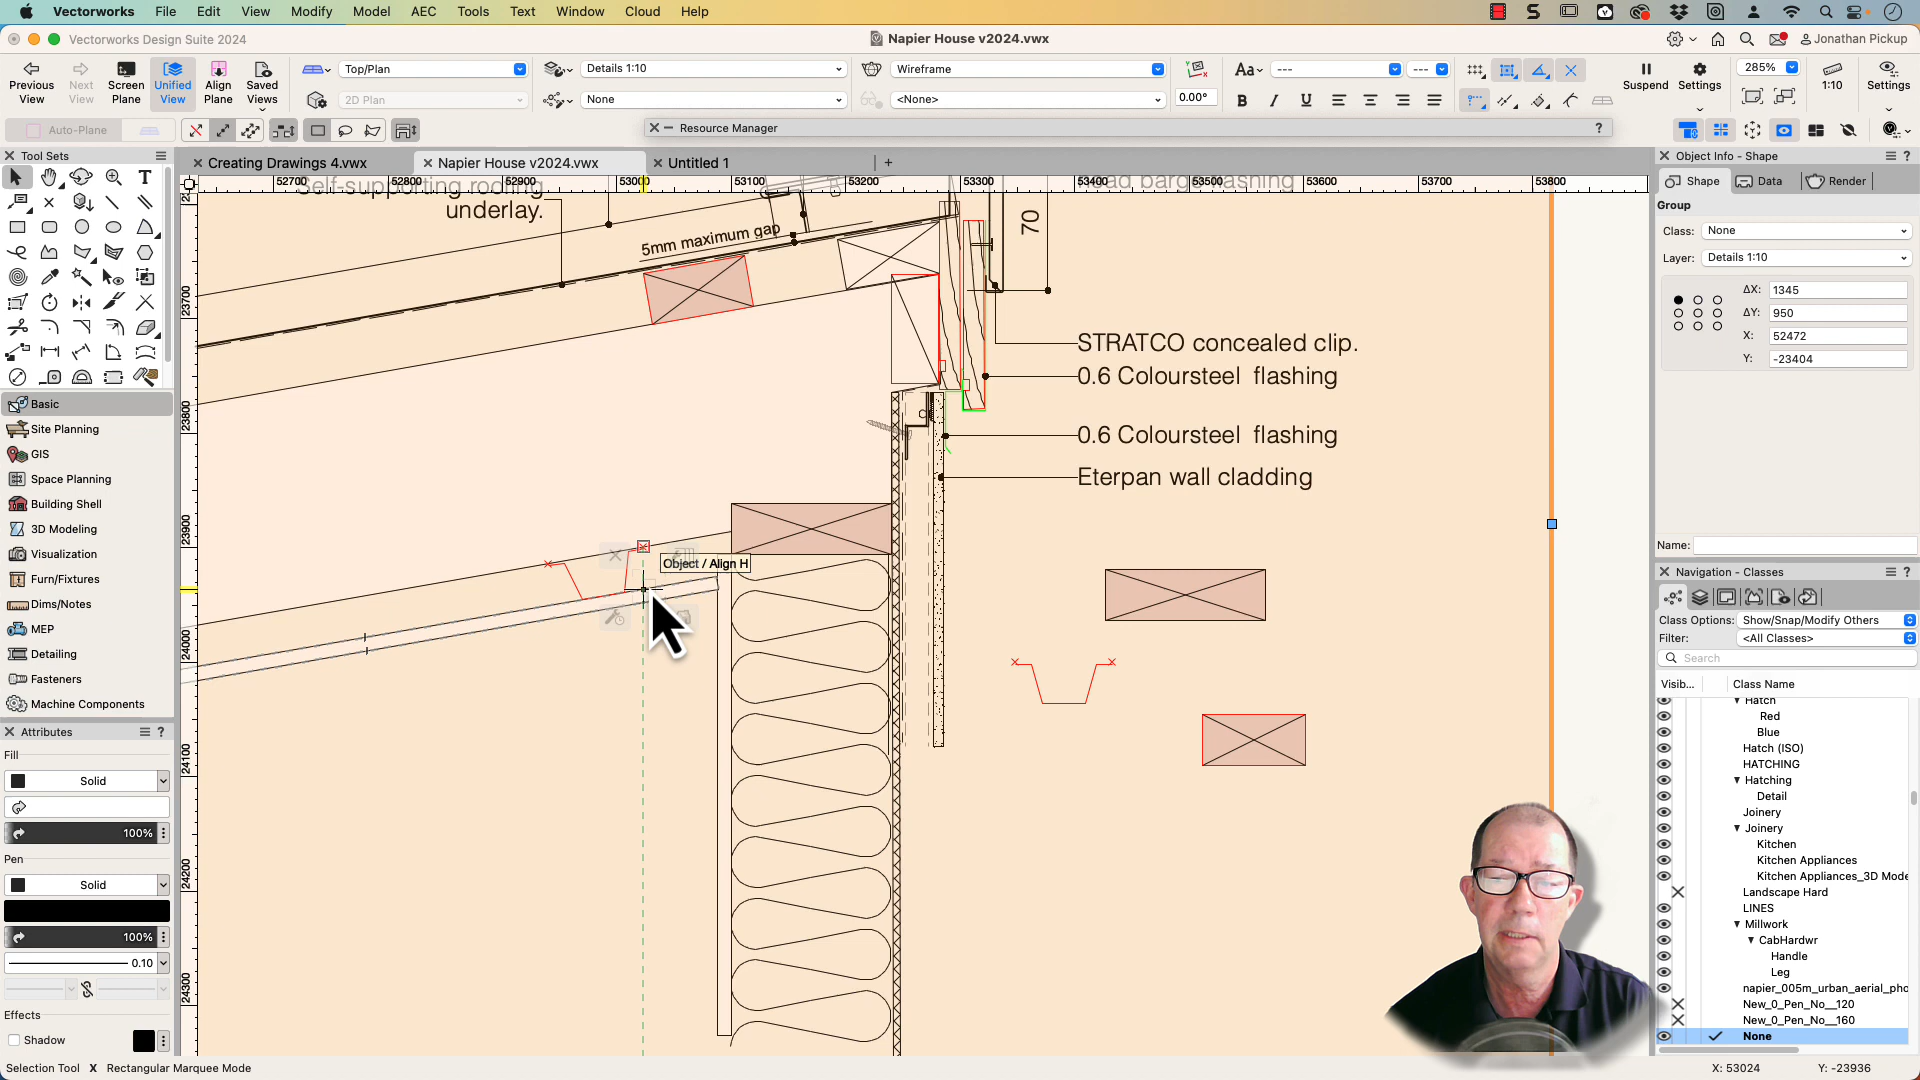 Vectorworks File Edit View Modify Model AEC Tools Text Window Cloud Help
Vectorworks Design Suite 2024
Napier House v2024.vwx
Jonathan Pickup
Previous View
Next View
Screen Plane
Unified View
Align Plane
Saved Views
Top/Plan
2D Plan
Details 1:10
None
Wireframe
<None>
0.00°
Aa
---
---
B I U
Suspend
Settings
285%
1:10
Settings
Auto-Plane
Resource Manager
?
Tool Sets
Creating Drawings 4.vwx
Napier House v2024.vwx
Untitled 1
+
52700 52800 52900 53000 53100 53200 53300 53400 53500 53600 53700 53800
23700
23800
23900
24000
24100
24200
24300
Self-supporting roofing
underlay.
5mm maximum gap
70
STRATCO concealed clip.
0.6 Coloursteel flashing
0.6 Coloursteel flashing
Eterpan wall cladding
Object / Align H
Basic
Site Planning
GIS
Space Planning
Building Shell
3D Modeling
Visualization
Furn/Fixtures
Dims/Notes
MEP
Detailing
Fasteners
Machine Components
Attributes
?
Fill
Solid
100%
Pen
Solid
100%
0.10
Effects
Shadow
Object Info - Shape
?
Shape
Data
Render
Group
Class: None
Layer: Details 1:10
ΔX: 1345
ΔY: 950
X: 52472
Y: -23404
Name:
Navigation - Classes
?
Class Options: Show/Snap/Modify Others
Filter: <All Classes>
Search
Visib... Class Name
Hatch
Red
Blue
Hatch (ISO)
HATCHING
Hatching
Detail
Joinery
Joinery
Kitchen
Kitchen Appliances
Kitchen Appliances_3D Mode
Landscape Hard
LINES
Millwork
CabHardwr
Handle
Leg
napier_005m_urban_aerial_pho
New_0_Pen_No__120
New_0_Pen_No__160
None
Selection Tool X Rectangular Marquee Mode
X: 53024 Y: -23936